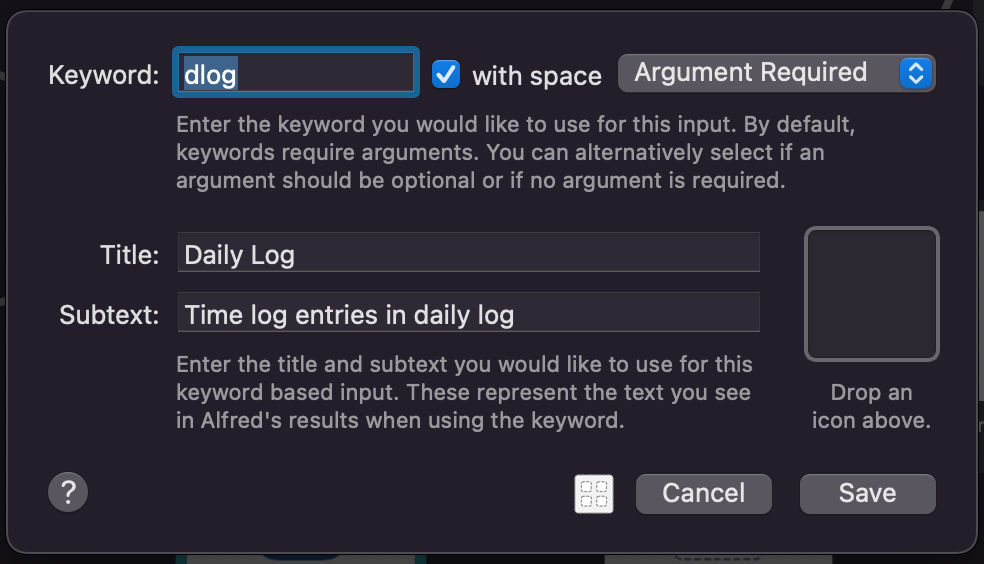 Keyword: dlog with space Argument Required
Enter the keyword you would like to use for this input. By default,
keywords require arguments. You can alternatively select if an
argument should be optional or if no argument is required.
Title: Daily Log
Subtext: Time log entries in daily log
Enter the title and subtext you would like to use for this
keyword based input. These represent the text you see
in Alfred's results when using the keyword.
Drop an
icon above.
? Cancel Save